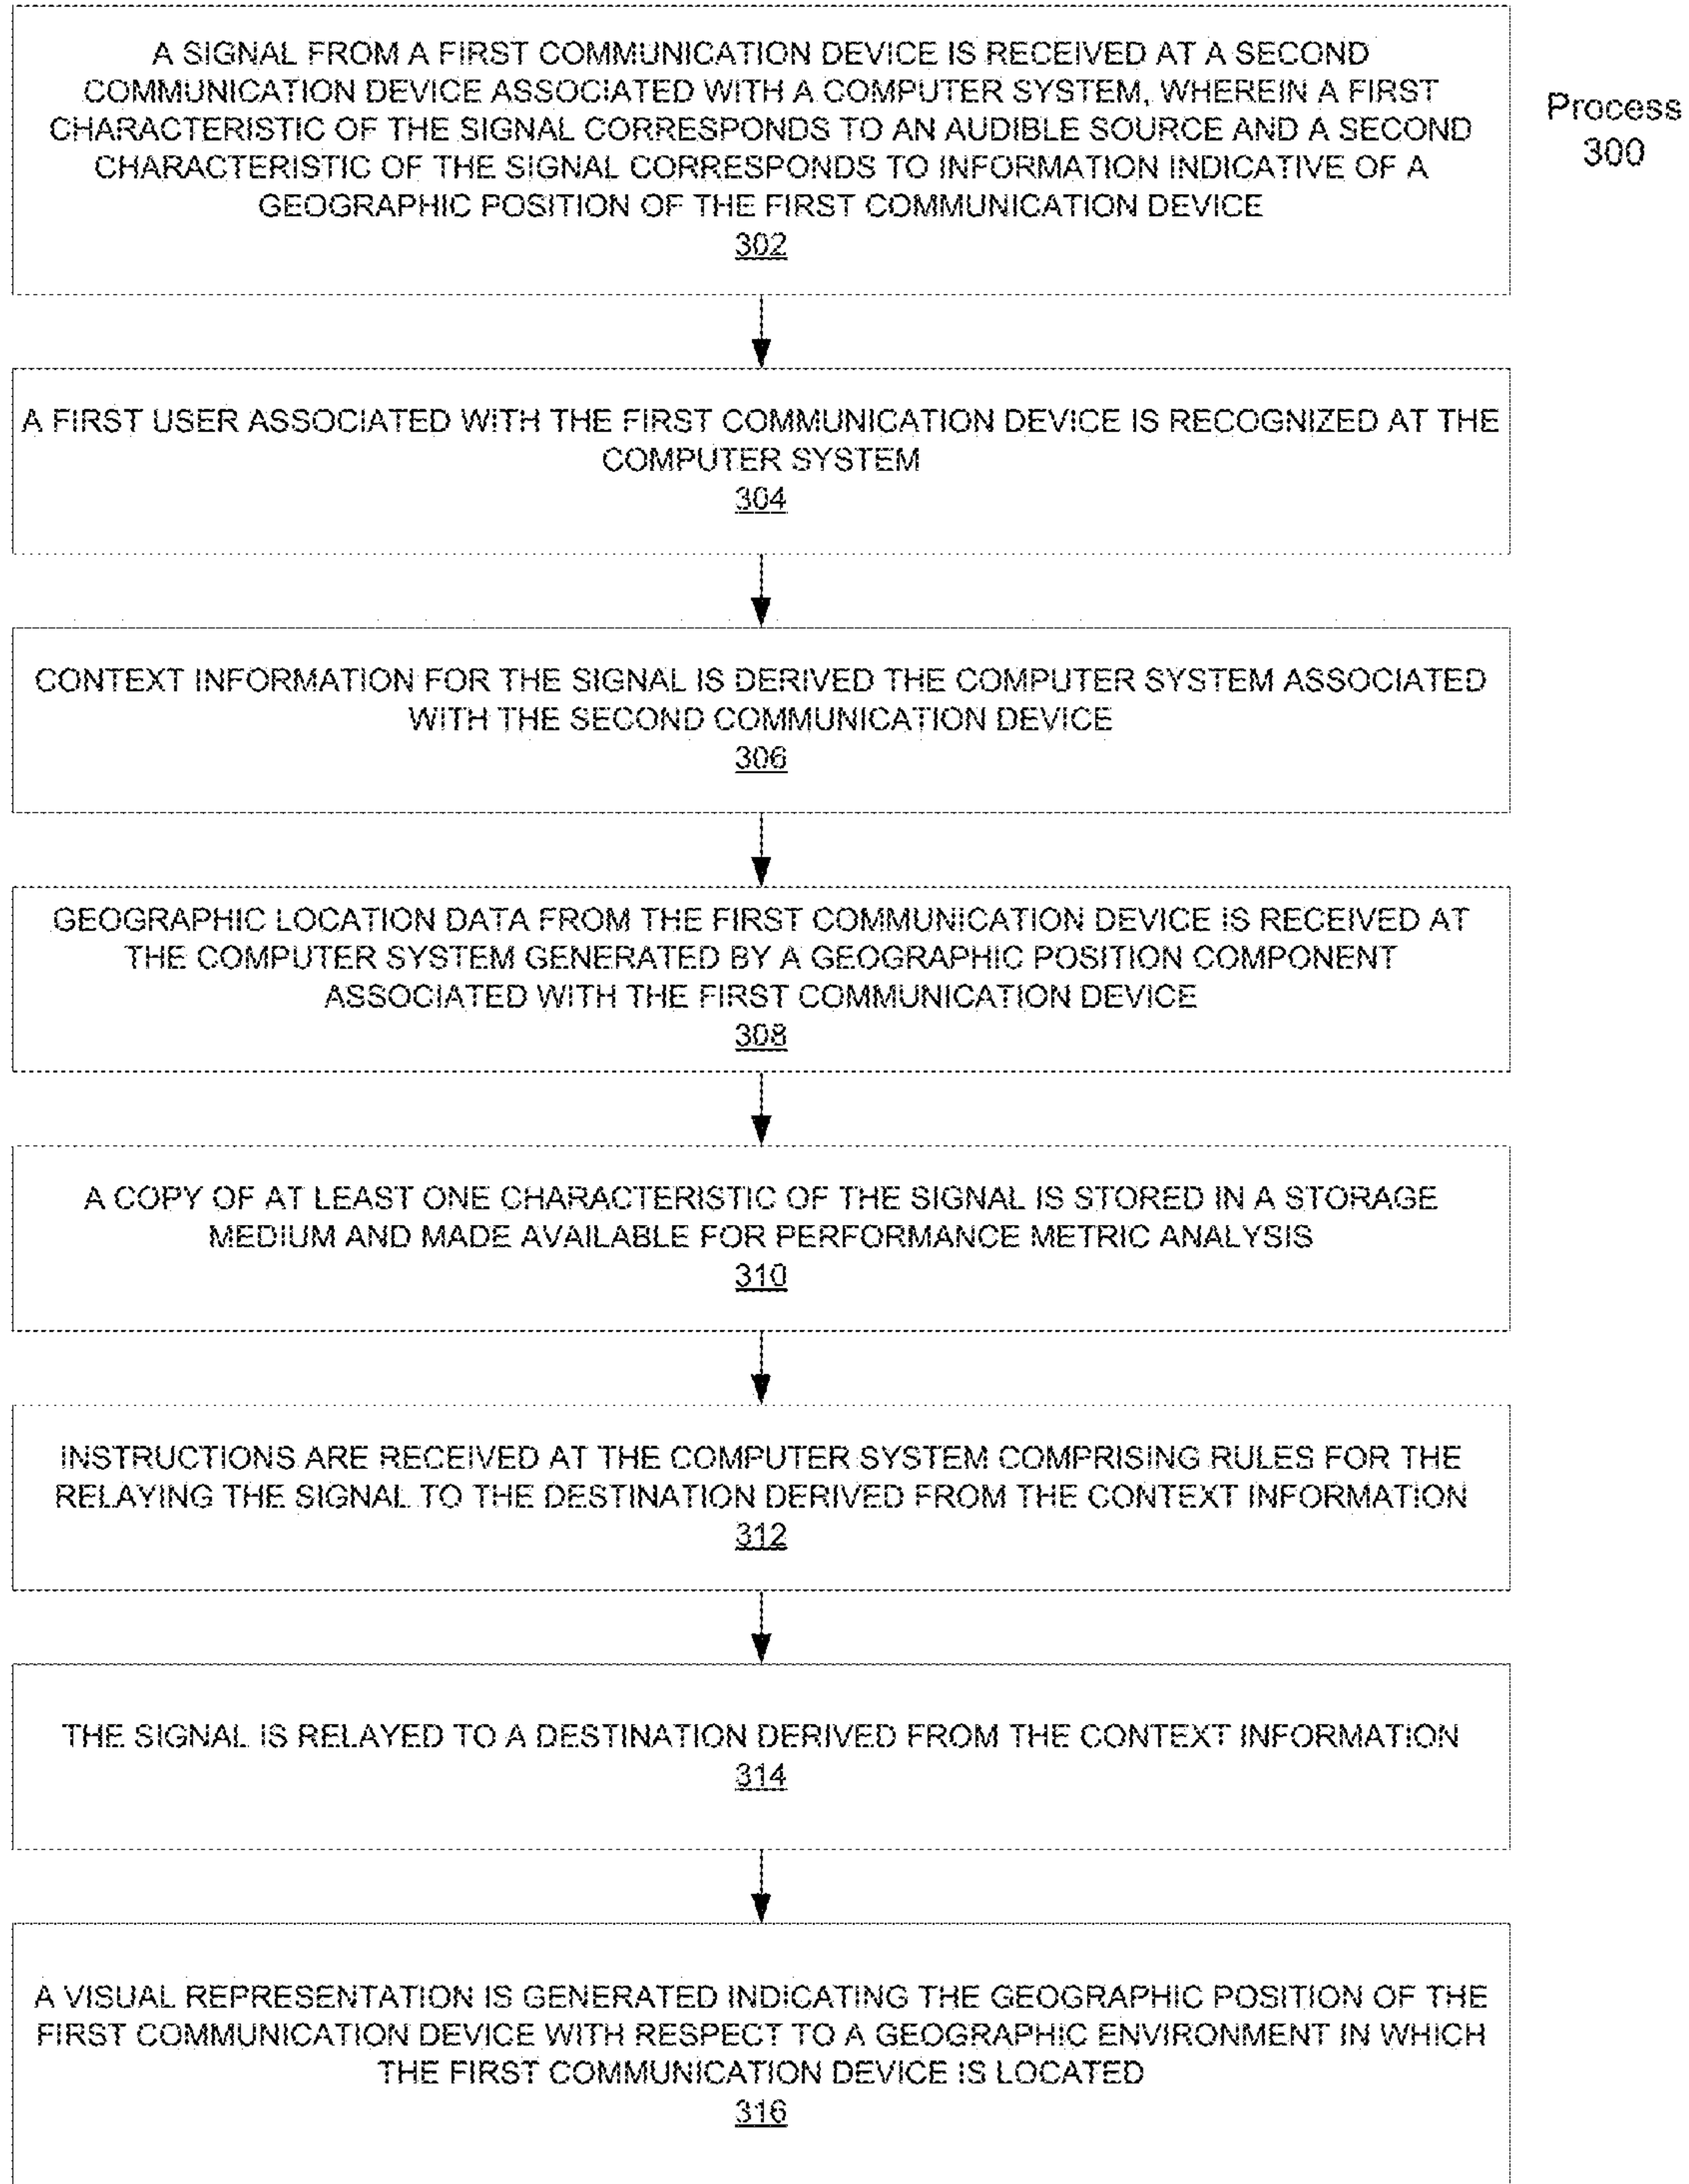 A SIGNAL FROM A FIRST COMMUNICATION DEVICE IS RECEIVED AT A SECOND
COMMUNICATION DEVICE ASSOCIATED WITH A COMPUTER SYSTEM, WHEREIN A FIRST
CHARACTERISTIC OF THE SIGNAL CORRESPONDS TO AN AUDIBLE SOURCE AND A SECOND
CHARACTERISTIC OF THE SIGNAL CORRESPONDS TO INFORMATION INDICATIVE OF A
GEOGRAPHIC POSITION OF THE FIRST COMMUNICATION DEVICE
302
Process
300
A FIRST USER ASSOCIATED WITH THE FIRST COMMUNICATION DEVICE IS RECOGNIZED AT THE
COMPUTER SYSTEM
304
CONTEXT INFORMATION FOR THE SIGNAL IS DERIVED THE COMPUTER SYSTEM ASSOCIATED
WITH THE SECOND COMMUNICATION DEVICE
306
GEOGRAPHIC LOCATION DATA FROM THE FIRST COMMUNICATION DEVICE IS RECEIVED AT
THE COMPUTER SYSTEM GENERATED BY A GEOGRAPHIC POSITION COMPONENT
ASSOCIATED WITH THE FIRST COMMUNICATION DEVICE
308
A COPY OF AT LEAST ONE CHARACTERISTIC OF THE SIGNAL IS STORED IN A STORAGE
MEDIUM AND MADE AVAILABLE FOR PERFORMANCE METRIC ANALYSIS
310
INSTRUCTIONS ARE RECEIVED AT THE COMPUTER SYSTEM COMPRISING RULES FOR THE
RELAYING THE SIGNAL TO THE DESTINATION DERIVED FROM THE CONTEXT INFORMATION
312
THE SIGNAL IS RELAYED TO A DESTINATION DERIVED FROM THE CONTEXT INFORMATION
314
A VISUAL REPRESENTATION IS GENERATED INDICATING THE GEOGRAPHIC POSITION OF THE
FIRST COMMUNICATION DEVICE WITH RESPECT TO A GEOGRAPHIC ENVIRONMENT IN WHICH
THE FIRST COMMUNICATION DEVICE IS LOCATED
316